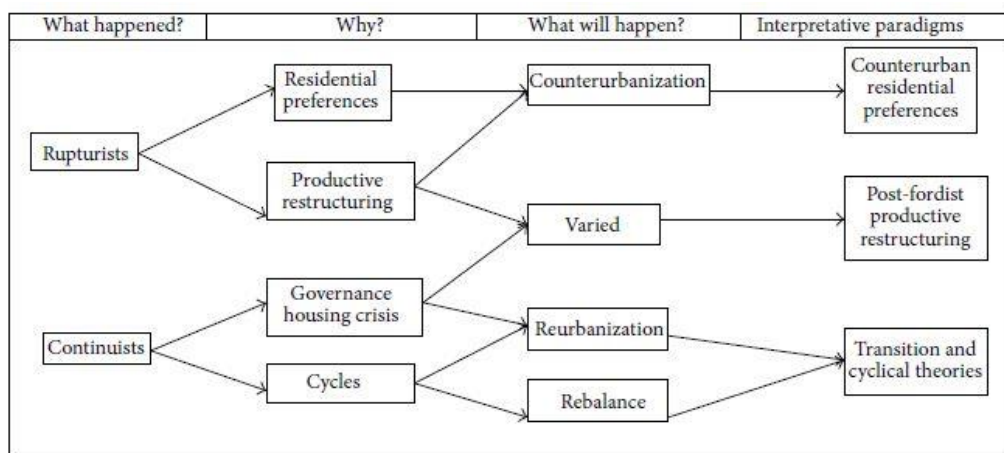 What happened?
Why?
What will happen?
Interpretative paradigms
Rupturists
Continuists
Residential
preferences
Productive
restructuring
Governance
housing crisis
Cycles
Counterurbanization
Varied
Reurbanization
Rebalance
Counterurban
residential
preferences
Post-fordist
productive
restructuring
Transition and
cyclical theories